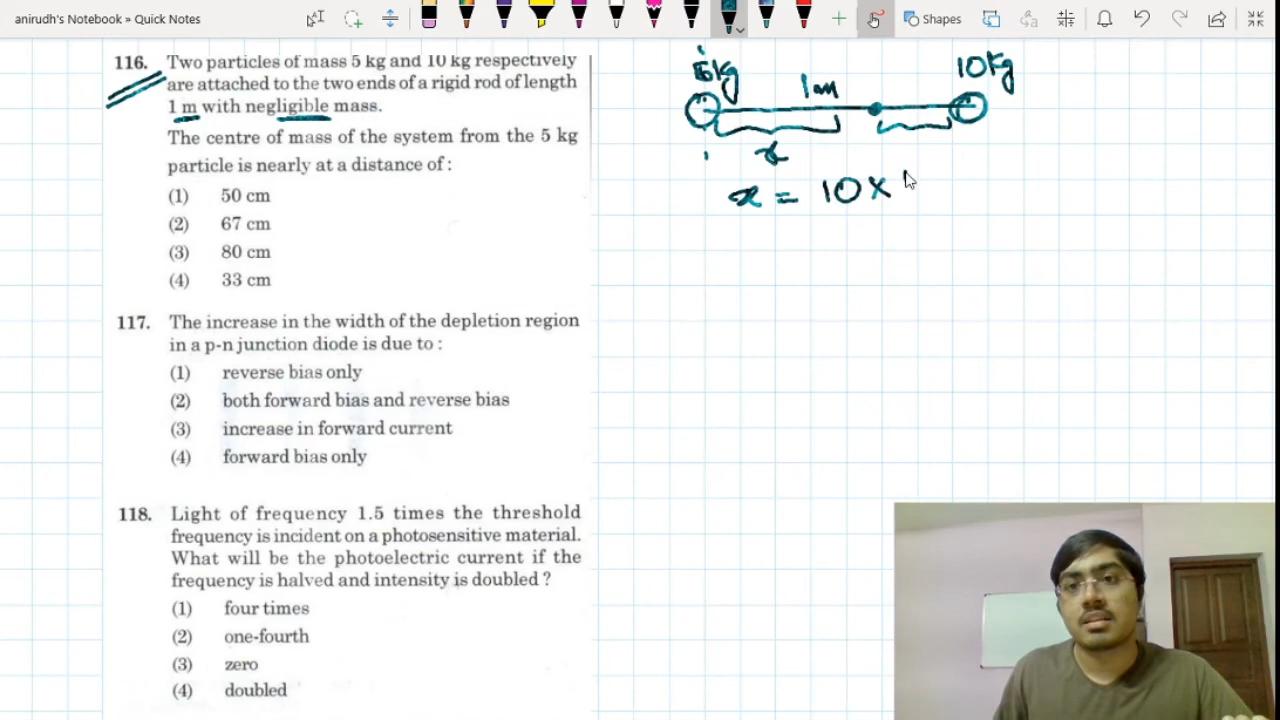 anirudh's Notebook » Quick Notes
Shapes
116. Two particles of mass 5 kg and 10 kg respectively
are attached to the two ends of a rigid rod of length
1 m with negligible mass.
The centre of mass of the system from the 5 kg
particle is nearly at a distance of :
(1) 50 cm
(2) 67 cm
(3) 80 cm
(4) 33 cm
117. The increase in the width of the depletion region
in a p-n junction diode is due to :
(1) reverse bias only
(2) both forward bias and reverse bias
(3) increase in forward current
(4) forward bias only
118. Light of frequency 1.5 times the threshold
frequency is incident on a photosensitive material.
What will be the photoelectric current if the
frequency is halved and intensity is doubled ?
(1) four times
(2) one-fourth
(3) zero
(4) doubled
5kg
1m
10kg
x
x = 10 x